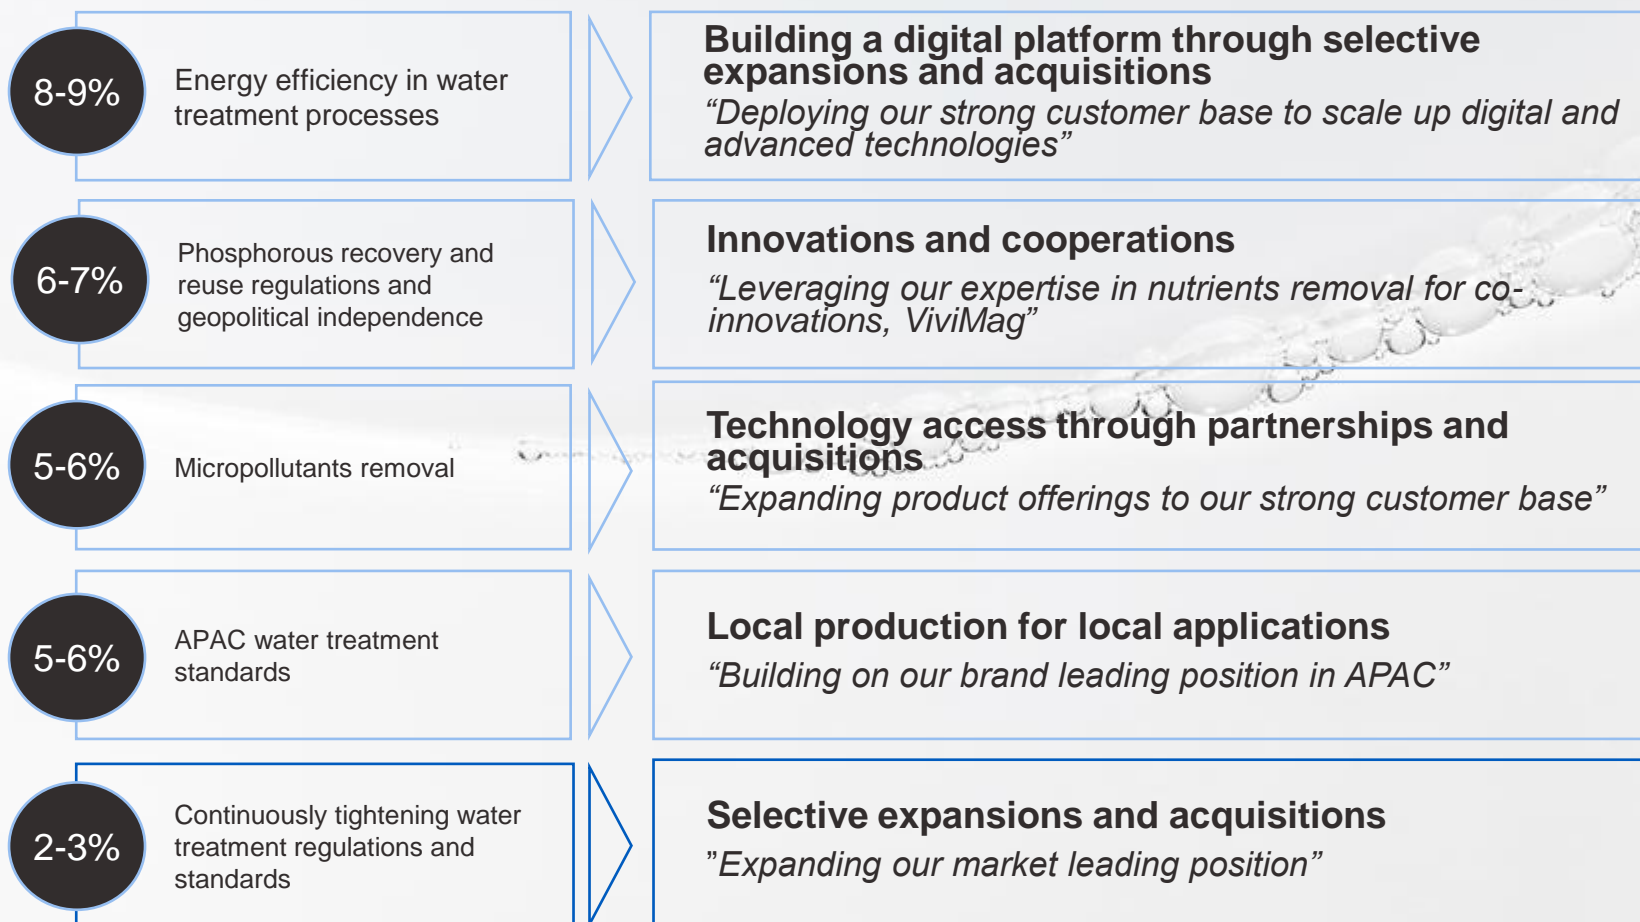 8-9%
Energy efficiency in water
treatment processes
Building a digital platform through selective
expansions and acquisitions
“Deploying our strong customer base to scale up digital and
advanced technologies”
6-7%
Phosphorous recovery and
reuse regulations and
geopolitical independence
Innovations and cooperations
“Leveraging our expertise in nutrients removal for co-
innovations, ViviMag”
5-6%
Micropollutants removal
Technology access through partnerships and
acquisitions
“Expanding product offerings to our strong customer base”
5-6%
APAC water treatment
standards
Local production for local applications
“Building on our brand leading position in APAC”
2-3%
Continuously tightening water
treatment regulations and
standards
Selective expansions and acquisitions
”Expanding our market leading position”